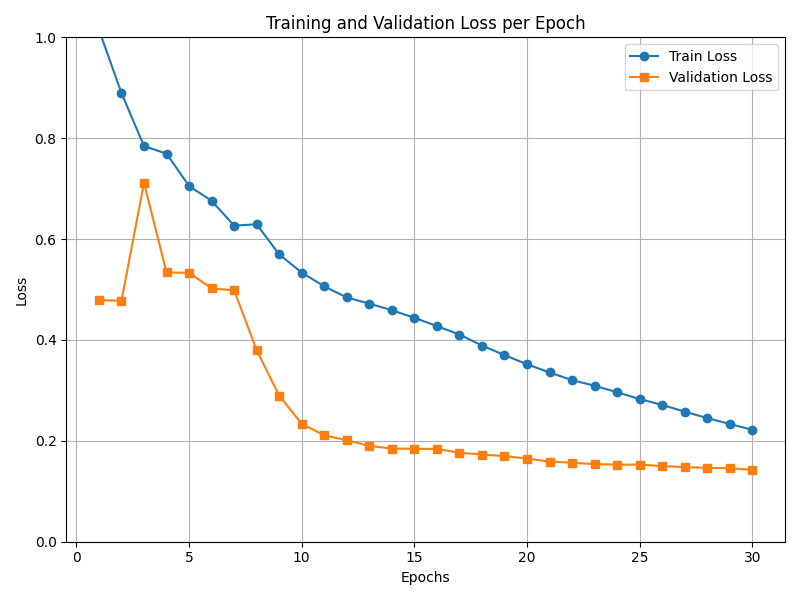 Training and Validation Loss per Epoch
Train Loss
Validation Loss
1.0
0.8
0.6
0.4
0.2
0.0
Loss
0 5 10 15 20 25 30
Epochs